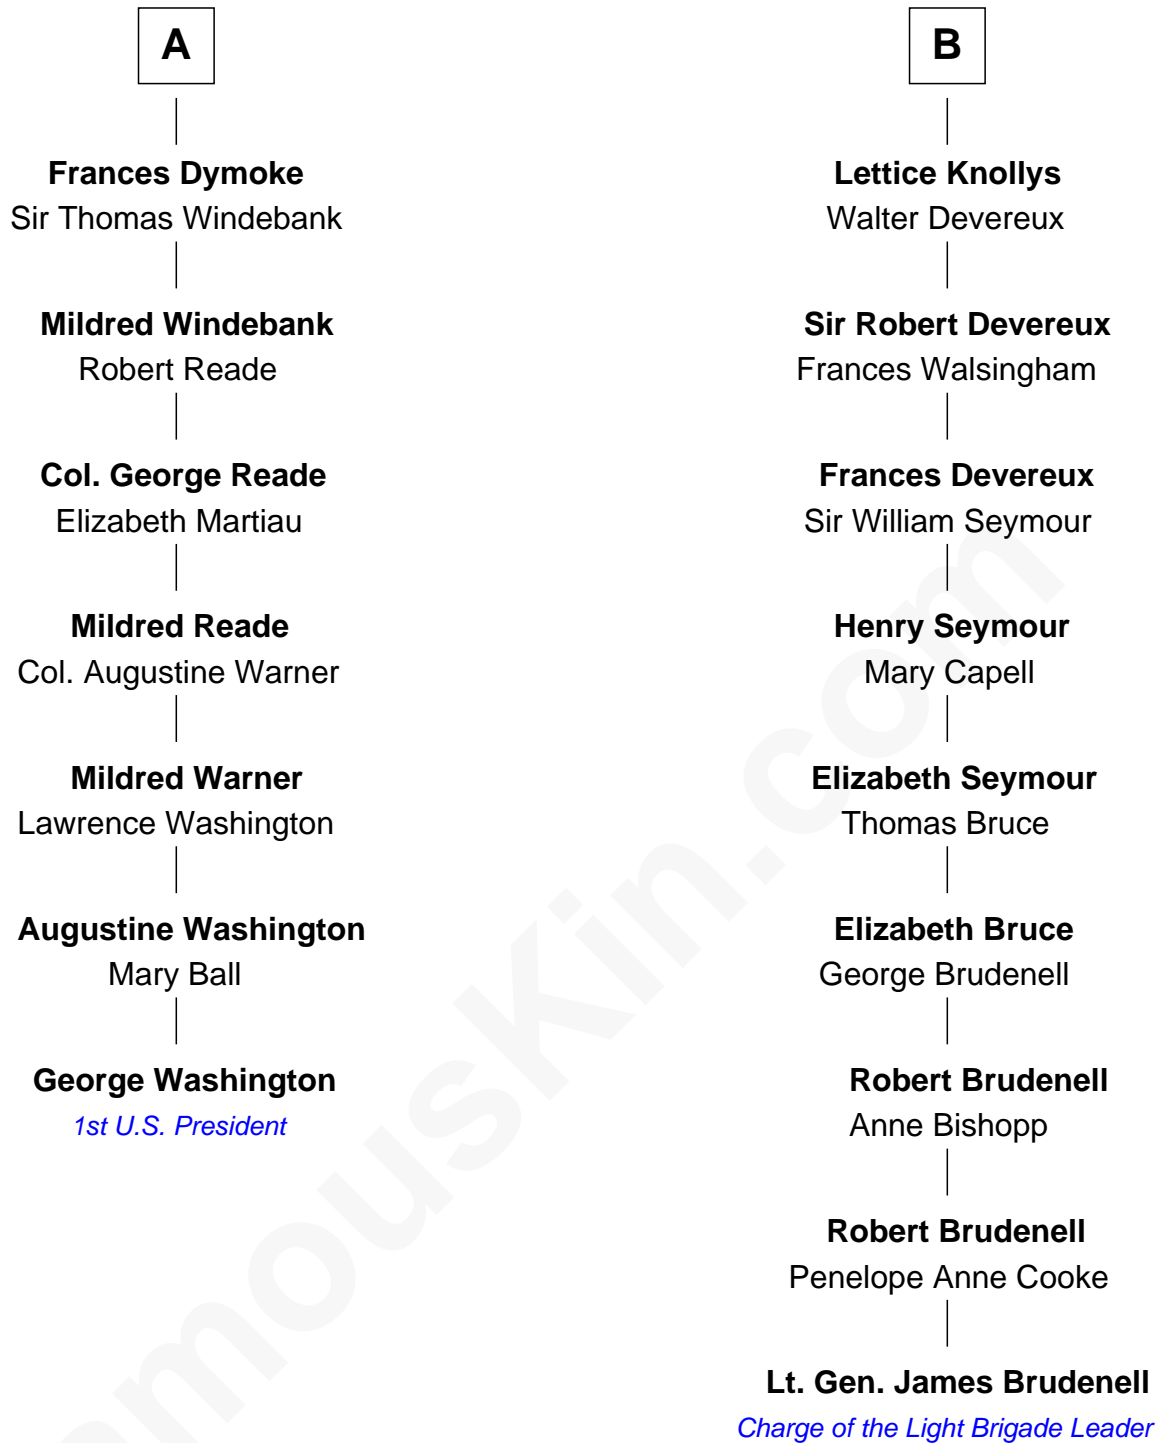 A
Frances Dymoke
Sir Thomas Windebank
Mildred Windebank
Robert Reade
Col. George Reade
Elizabeth Martiau
Mildred Reade
Col. Augustine Warner
Mildred Warner
Lawrence Washington
Augustine Washington
Mary Ball
George Washington
1st U.S. President
B
Lettice Knollys
Walter Devereux
Sir Robert Devereux
Frances Walsingham
Frances Devereux
Sir William Seymour
Henry Seymour
Mary Capell
Elizabeth Seymour
Thomas Bruce
Elizabeth Bruce
George Brudenell
Robert Brudenell
Anne Bishopp
Robert Brudenell
Penelope Anne Cooke
Lt. Gen. James Brudenell
Charge of the Light Brigade Leader
amousKin.com